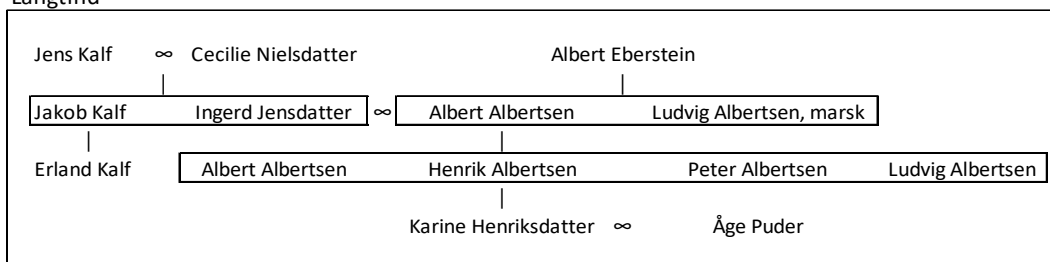 Langtind
Jens Kalf ∞ Cecilie Nielsdatter Albert Eberstein
Jakob Kalf Ingerd Jensdatter ∞ Albert Albertsen Ludvig Albertsen, marsk
Erland Kalf Albert Albertsen Henrik Albertsen Peter Albertsen Ludvig Albertsen
Karine Henriksdatter ∞ Åge Puder